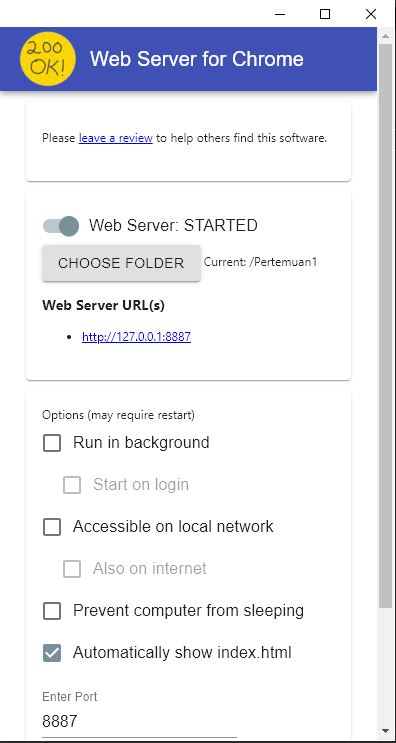 200
OK!
Web Server for Chrome
Please leave a review to help others find this software.
Web Server: STARTED
CHOOSE FOLDER Current: /Pertemuan1
Web Server URL(s)
http://127.0.0.1:8887
Options (may require restart)
Run in background
Start on login
Accessible on local network
Also on internet
Prevent computer from sleeping
Automatically show index.html
Enter Port
8887